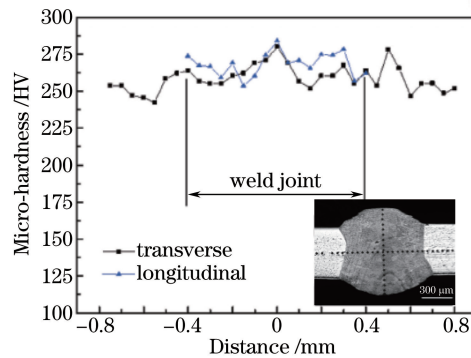 300
275
250
225
200
175
150
125
100
Micro-hardness /HV
weld joint
transverse
longitudinal
300 μm
−0.8 −0.4 0 0.4 0.8
Distance /mm